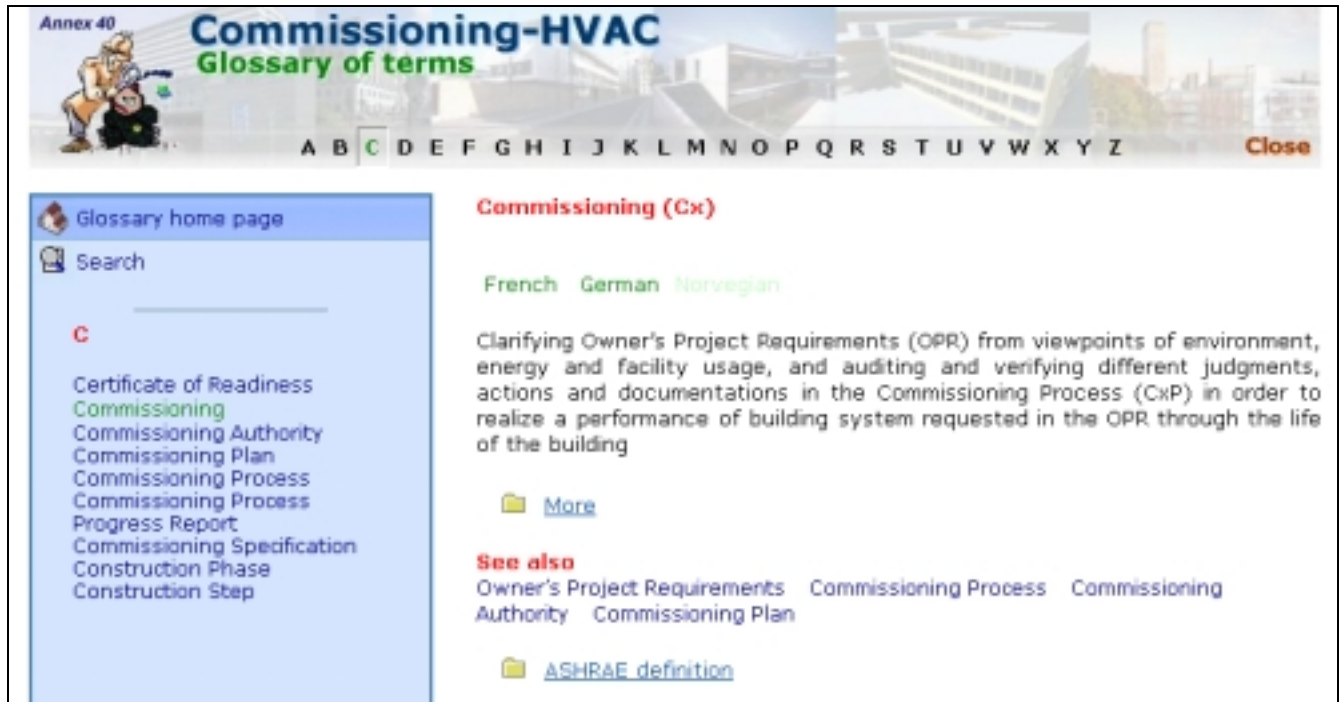 Annex 40
Commissioning-HVAC
Glossary of terms
A B C D E F G H I J K L M N O P Q R S T U V W X Y Z
Close
Glossary home page
Search
C
Certificate of Readiness
Commissioning
Commissioning Authority
Commissioning Plan
Commissioning Process
Commissioning Process
Progress Report
Commissioning Specification
Construction Phase
Construction Step
Commissioning (Cx)
French German Norvegian
Clarifying Owner's Project Requirements (OPR) from viewpoints of environment,
energy and facility usage, and auditing and verifying different judgments,
actions and documentations in the Commissioning Process (CxP) in order to
realize a performance of building system requested in the OPR through the life
of the building
More
See also
Owner's Project Requirements Commissioning Process Commissioning
Authority Commissioning Plan
ASHRAE definition